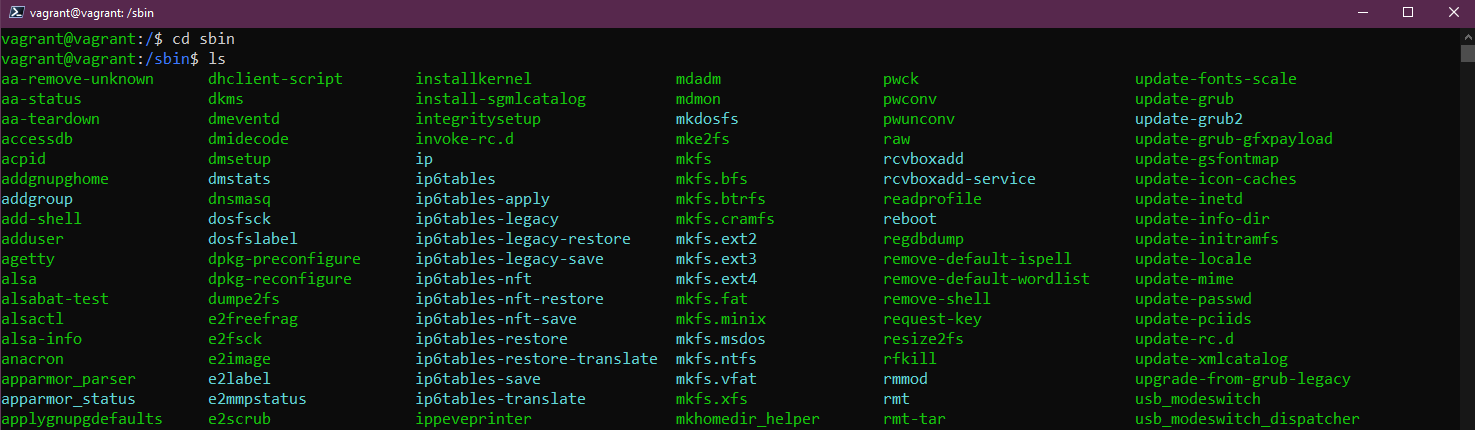 vagrant@vagrant: /sbin
vagrant@vagrant:/$ cd sbin
vagrant@vagrant:/sbin$ ls
aa-remove-unknown dhclient-script installkernel mdadm pwck update-fonts-scale
aa-status dkms install-sgmlcatalog mdmon pwconv update-grub
aa-teardown dmeventd integritysetup mkdosfs pwunconv update-grub2
accessdb dmidecode invoke-rc.d mke2fs raw update-grub-gfxpayload
acpid dmsetup ip mkfs rcvboxadd update-gsfontmap
addgnupghome dmstats ip6tables mkfs.bfs rcvboxadd-service update-icon-caches
addgroup dnsmasq ip6tables-apply mkfs.btrfs readprofile update-inetd
add-shell dosfsck ip6tables-legacy mkfs.cramfs reboot update-info-dir
adduser dosfslabel ip6tables-legacy-restore mkfs.ext2 regdbdump update-initramfs
agetty dpkg-preconfigure ip6tables-legacy-save mkfs.ext3 remove-default-ispell update-locale
alsa dpkg-reconfigure ip6tables-nft mkfs.ext4 remove-default-wordlist update-mime
alsabat-test dumpe2fs ip6tables-nft-restore mkfs.fat remove-shell update-passwd
alsactl e2freefrag ip6tables-nft-save mkfs.minix request-key update-pciids
alsa-info e2fsck ip6tables-restore mkfs.msdos resize2fs update-rc.d
anacron e2image ip6tables-restore-translate mkfs.ntfs rfkill update-xmlcatalog
apparmor_parser e2label ip6tables-save mkfs.vfat rmmod upgrade-from-grub-legacy
apparmor_status e2mmpstatus ip6tables-translate mkfs.xfs rmt usb_modeswitch
applygnupgdefaults e2scrub ippeveprinter mkhomedir_helper rmt-tar usb_modeswitch_dispatcher